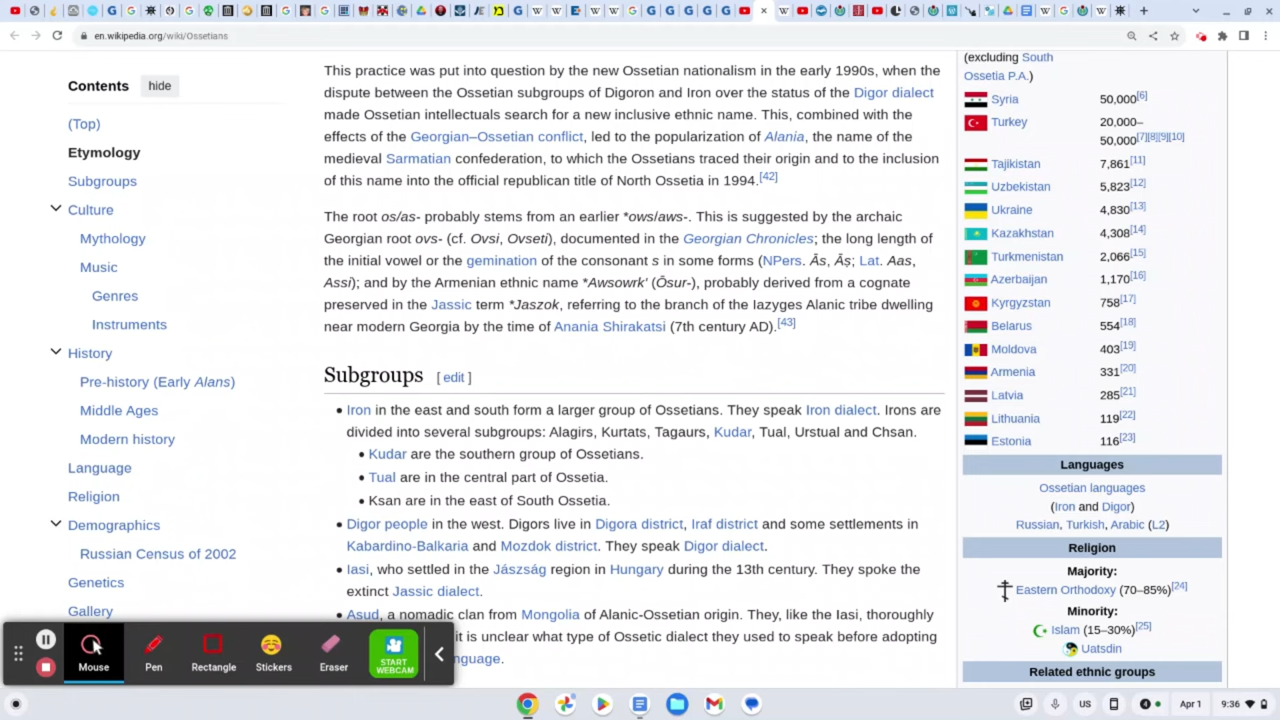 en.wikipedia.org/wiki/Ossetians
Contents hide
(Top)
Etymology
Subgroups
Culture
Mythology
Music
Genres
Instruments
History
Pre-history (Early Alans)
Middle Ages
Modern history
Language
Religion
Demographics
Russian Census of 2002
Genetics
Gallery
This practice was put into question by the new Ossetian nationalism in the early 1990s, when the
dispute between the Ossetian subgroups of Digoron and Iron over the status of the Digor dialect
made Ossetian intellectuals search for a new inclusive ethnic name. This, combined with the
effects of the Georgian–Ossetian conflict, led to the popularization of Alania, the name of the
medieval Sarmatian confederation, to which the Ossetians traced their origin and to the inclusion
of this name into the official republican title of North Ossetia in 1994.[42]
The root os/as- probably stems from an earlier *ows/aws-. This is suggested by the archaic
Georgian root ovs- (cf. Ovsi, Ovseti), documented in the Georgian Chronicles; the long length of
the initial vowel or the gemination of the consonant s in some forms (NPers. Ās, Āṣ; Lat. Aas,
Assi); and by the Armenian ethnic name *Awsowrk' (Ōsur-), probably derived from a cognate
preserved in the Jassic term *Jaszok, referring to the branch of the Iazyges Alanic tribe dwelling
near modern Georgia by the time of Anania Shirakatsi (7th century AD).[43]
Subgroups [ edit ]
• Iron in the east and south form a larger group of Ossetians. They speak Iron dialect. Irons are
divided into several subgroups: Alagirs, Kurtats, Tagaurs, Kudar, Tual, Urstual and Chsan.
• Kudar are the southern group of Ossetians.
• Tual are in the central part of Ossetia.
• Ksan are in the east of South Ossetia.
• Digor people in the west. Digors live in Digora district, Iraf district and some settlements in
Kabardino-Balkaria and Mozdok district. They speak Digor dialect.
• Iasi, who settled in the Jászság region in Hungary during the 13th century. They spoke the
extinct Jassic dialect.
• Asud, a nomadic clan from Mongolia of Alanic-Ossetian origin. They, like the Iasi, thoroughly
it is unclear what type of Ossetic dialect they used to speak before adopting
nguage.
(excluding South
Ossetia P.A.)
Syria 50,000[6]
Turkey 20,000–
50,000[7][8][9][10]
Tajikistan 7,861[11]
Uzbekistan 5,823[12]
Ukraine 4,830[13]
Kazakhstan 4,308[14]
Turkmenistan 2,066[15]
Azerbaijan 1,170[16]
Kyrgyzstan 758[17]
Belarus 554[18]
Moldova 403[19]
Armenia 331[20]
Latvia 285[21]
Lithuania 119[22]
Estonia 116[23]
Languages
Ossetian languages
(Iron and Digor)
Russian, Turkish, Arabic (L2)
Religion
Majority:
Eastern Orthodoxy (70–85%)[24]
Minority:
Islam (15–30%)[25]
Uatsdin
Related ethnic groups
Mouse
Pen
Rectangle
Stickers
Eraser
START
WEBCAM
US
4
Apr 1
9:36